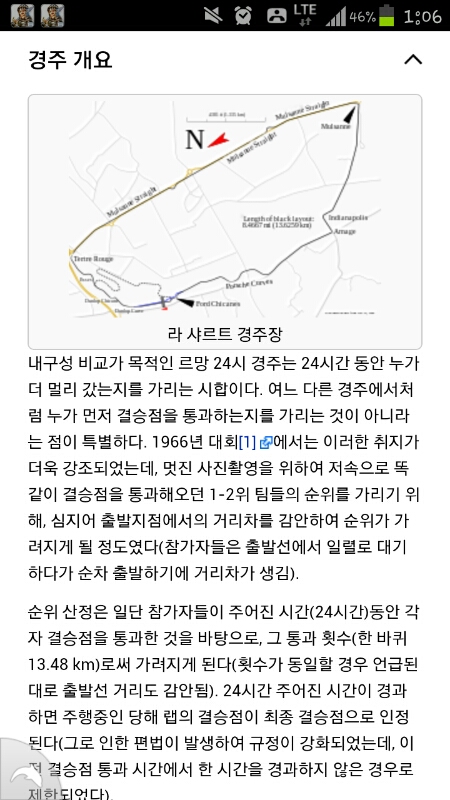 LTE 46% 1:06
경주 개요
N
Mulsanne Straight
Mulsanne
Mulsanne Straight
Mulsanne Straight
Length of black layout:
8.4667 mi (13.6259 km)
Indianapolis
Arnage
Tertre Rouge
Porsche Curves
Ford Chicanes
라 샤르트 경주장
내구성 비교가 목적인 르망 24시 경주는 24시간 동안 누가
더 멀리 갔는지를 가리는 시합이다. 여느 다른 경주에서처
럼 누가 먼저 결승점을 통과하는지를 가리는 것이 아니라
는 점이 특별하다. 1966년 대회[1]에서는 이러한 취지가
더욱 강조되었는데, 멋진 사진촬영을 위하여 저속으로 똑
같이 결승점을 통과해오던 1-2위 팀들의 순위를 가리기 위
해, 심지어 출발지점에서의 거리차를 감안하여 순위가 가
려지게 될 정도였다(참가자들은 출발선에서 일렬로 대기
하다가 순차 출발하기에 거리차가 생김).
순위 산정은 일단 참가자들이 주어진 시간(24시간)동안 각
자 결승점을 통과한 것을 바탕으로, 그 통과 횟수(한 바퀴
13.48 km)로써 가려지게 된다(횟수가 동일할 경우 언급된
대로 출발선 거리도 감안됨). 24시간 주어진 시간이 경과
하면 주행중인 당해 랩의 결승점이 최종 결승점으로 인정
된다(그로 인한 편법이 발생하여 규정이 강화되었는데, 이
전 결승점 통과 시간에서 한 시간을 경과하지 않은 경우로
제한되었다).